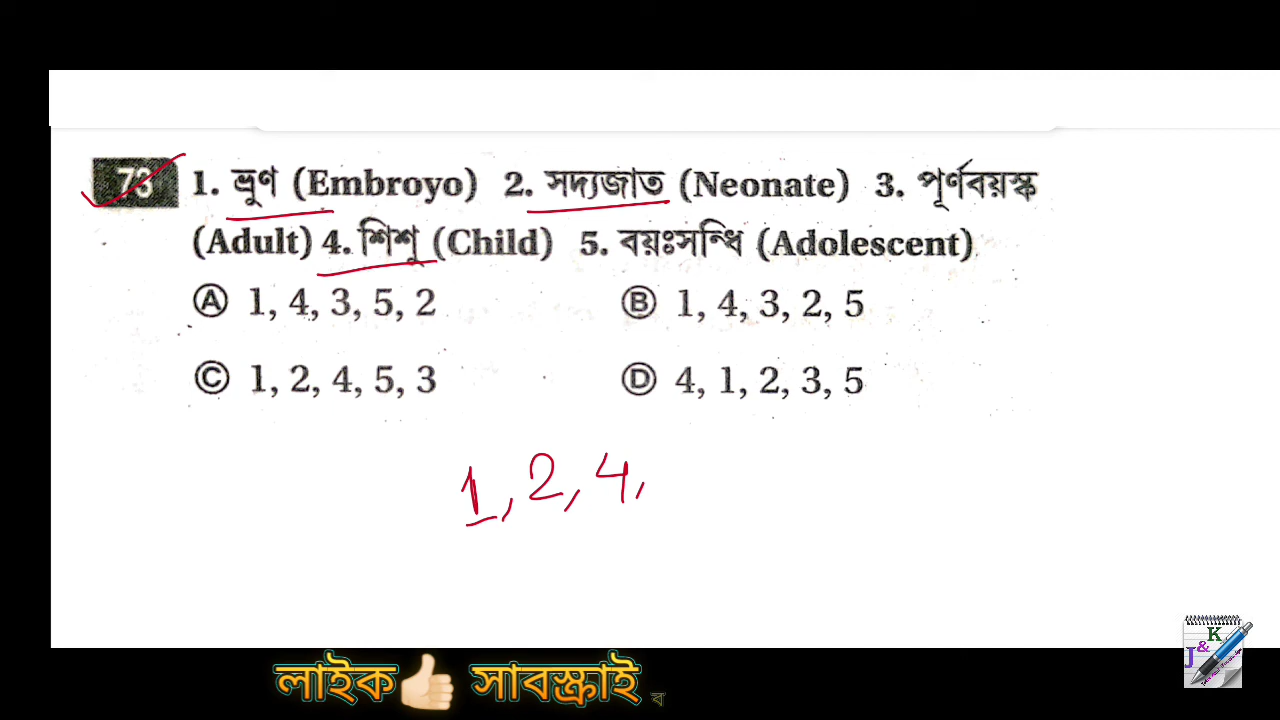 73 1. ভ্রুণ (Embroyo) 2. সদ্যজাত (Neonate) 3. পূর্ণবয়স্ক
(Adult) 4. শিশু (Child) 5. বয়ঃসন্ধি (Adolescent)
Ⓐ 1, 4, 3, 5, 2 Ⓑ 1, 4, 3, 2, 5
Ⓒ 1, 2, 4, 5, 3 Ⓓ 4, 1, 2, 3, 5
1, 2, 4,
J&K
লাইক 👍 সাবস্ক্রাই ব